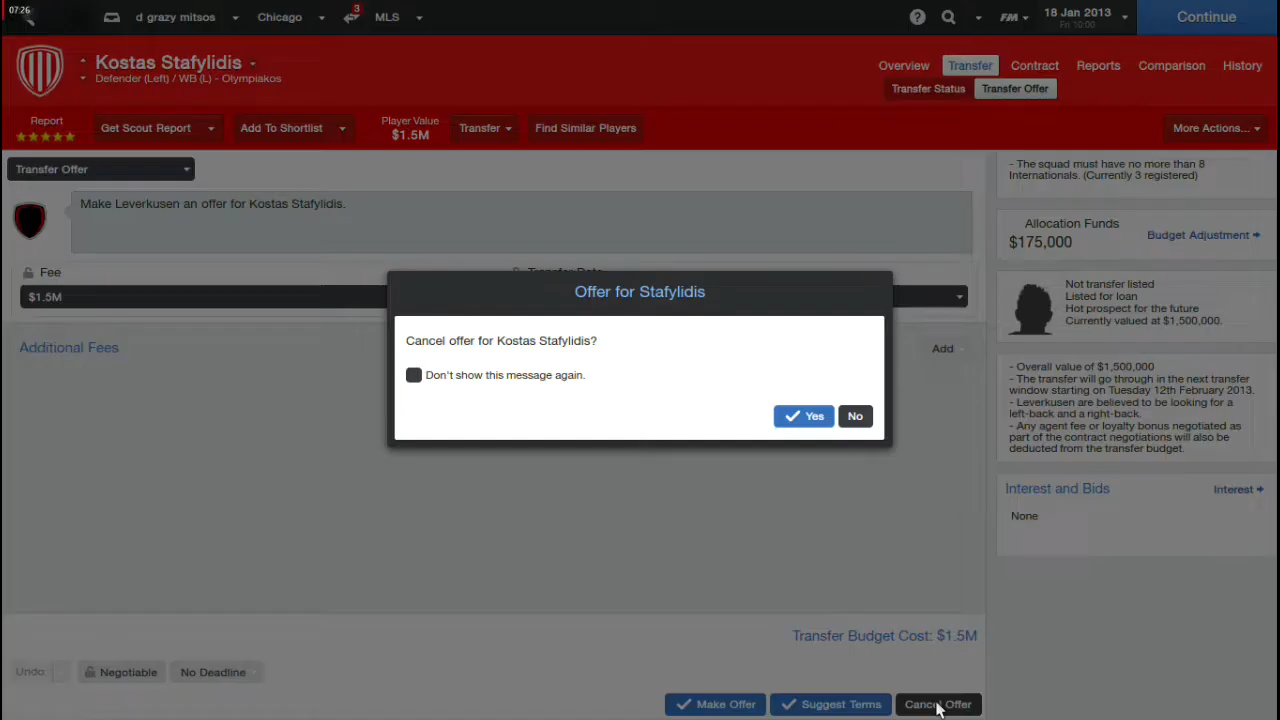 07:26
d grazy mitsos
Chicago
3
MLS
FM
18 Jan 2013
Fri 10:00
Continue
Kostas Stafylidis
Defender (Left) / WB (L) - Olympiakos
Overview
Transfer
Contract
Reports
Comparison
History
Transfer Status
Transfer Offer
Report
Get Scout Report
Add To Shortlist
Player Value
$1.5M
Transfer
Find Similar Players
More Actions...
Transfer Offer
Make Leverkusen an offer for Kostas Stafylidis.
Fee
$1.5M
Additional Fees
Add
Offer for Stafylidis
Cancel offer for Kostas Stafylidis?
Don't show this message again.
Yes
No
- The squad must have no more than 8
Internationals. (Currently 3 registered)
Allocation Funds
$175,000
Budget Adjustment
Not transfer listed
Listed for loan
Hot prospect for the future
Currently valued at $1,500,000.
- Overall value of $1,500,000
- The transfer will go through in the next transfer
window starting on Tuesday 12th February 2013.
- Leverkusen are believed to be looking for a
left-back and a right-back.
- Any agent fee or loyalty bonus negotiated as
part of the contract negotiations will also be
deducted from the transfer budget.
Interest and Bids
Interest
None
Transfer Budget Cost: $1.5M
Undo
Negotiable
No Deadline
Make Offer
Suggest Terms
Cancel Offer